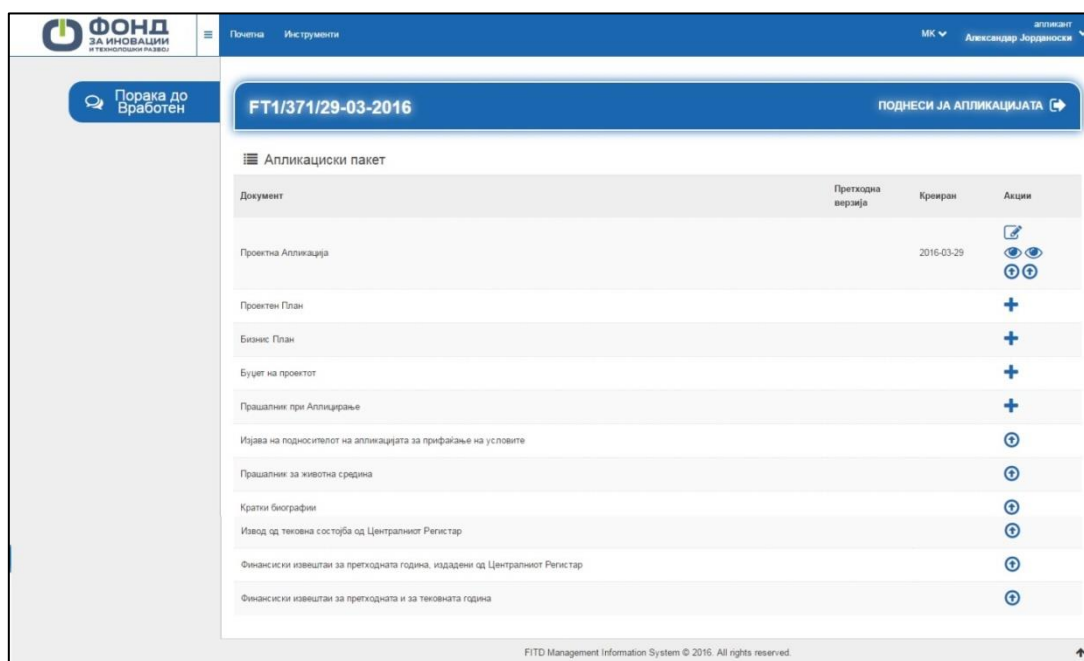 ФОНД
ЗА ИНОВАЦИИ
И ТЕХНОЛОШКИ РАЗВОЈ
Почетна Инструменти
МК
апликант
Александар Јорданоски
Порака до
Вработен
FT1/371/29-03-2016
ПОДНЕСИ ЈА АПЛИКАЦИЈАТА
Апликациски пакет
Документ Претходна верзија Креиран Акции
Проектна Апликација 2016-03-29
Проектен План
Бизнис План
Буџет на проектот
Прашалник при Аплицирање
Изјава на подносителот на апликацијата за прифаќање на условите
Прашалник за животна средина
Кратки биографии
Извод од тековна состојба од Централниот Регистар
Финансиски извештаи за претходната година, издадени од Централниот Регистар
Финансиски извештаи за претходната и за тековната година
FITD Management Information System © 2016. All rights reserved.